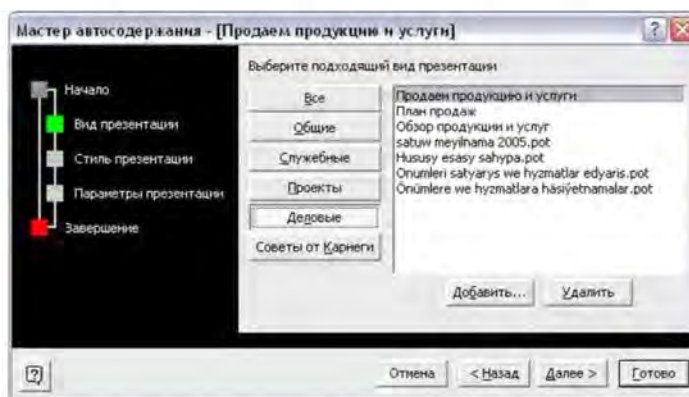 Мастер автосодержания - [Продаем продукцию и услуги]
Выберите подходящий вид презентации
Начало
Вид презентации
Стиль презентации
Параметры презентации
Завершение
Все
Общие
Служебные
Проекты
Деловые
Советы от Карнеги
Продаем продукцию и услуги
План продаж
Обзор продукции и услуг
satuw meyilnama 2005.pot
Hususy esasy sahypa.pot
Onumleri satyarys we hyzmatlar edyaris.pot
Önümlere we hyzmatlara häsiýetnamalar.pot
Добавить...
Удалить
Отмена
< Назад
Далее >
Готово